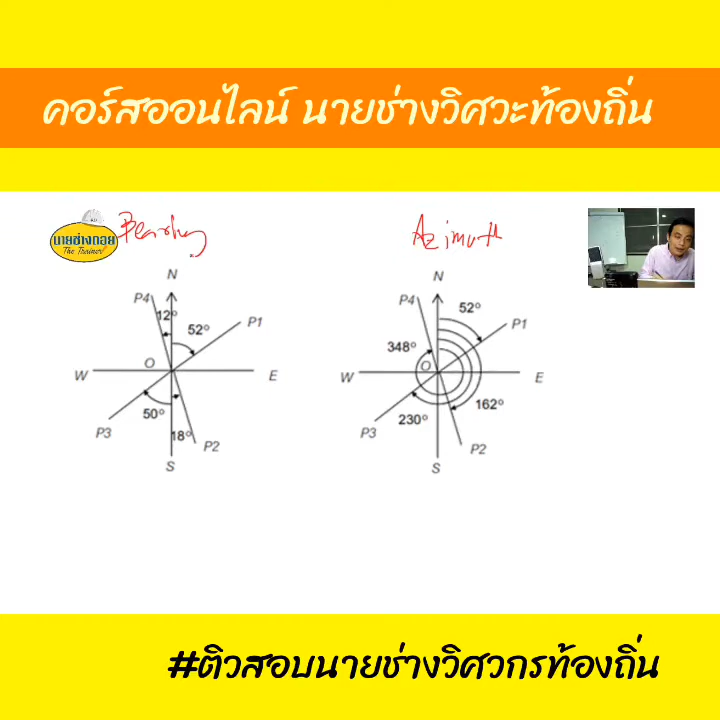 คอร์สออนไลน์ นายช่างวิศวะท้องถิ่น
นายช่างถอย
The Trainer
Bearing
Azimuth
N
P4
12°
52°
P1
O
W
E
50°
18°
P3
P2
S
N
P4
52°
P1
348°
O
W
E
162°
230°
P3
P2
S
#ติวสอบนายช่างวิศวกรท้องถิ่น